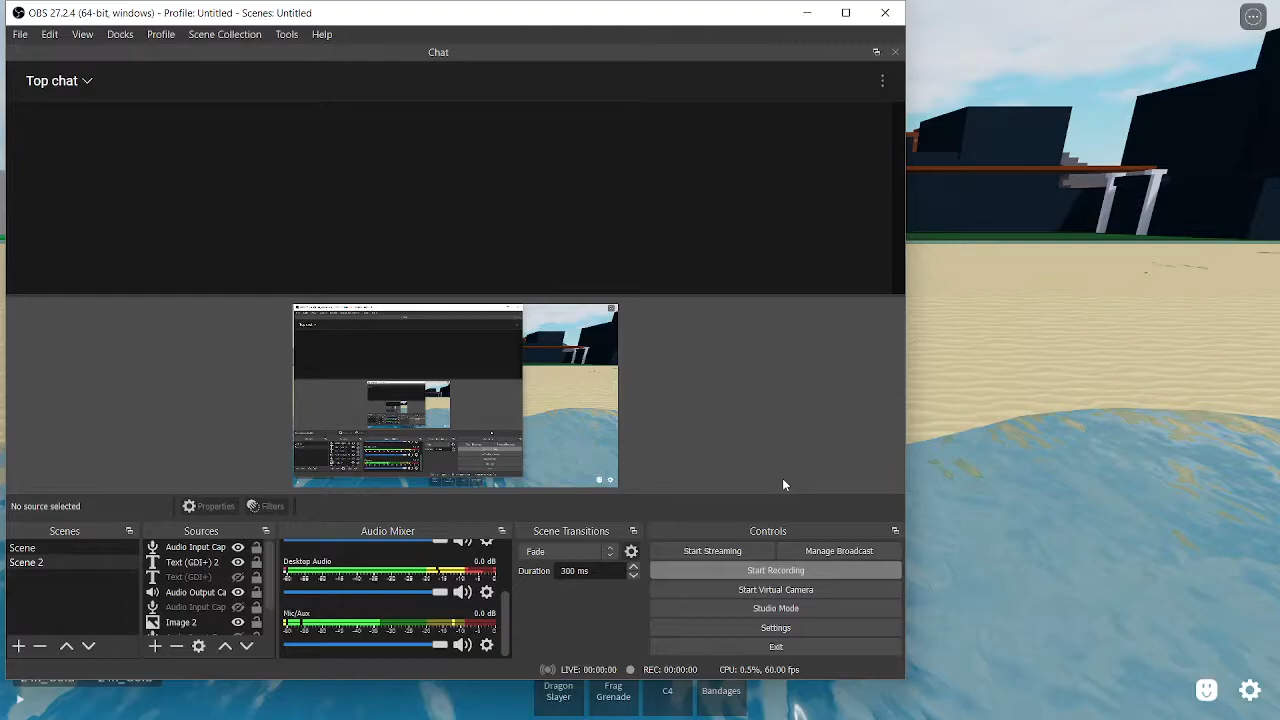 OBS 27.2.4 (64-bit, windows) - Profile: Untitled - Scenes: Untitled
File Edit View Docks Profile Scene Collection Tools Help
Chat
Top chat
No source selected
Properties
Filters
Scenes
Scene
Scene 2
Sources
Audio Input Cap
Text (GDI+) 2
Text (GDI+)
Audio Output Ca
Audio Input Cap
Image 2
Audio Mixer
0.0 dB
Desktop Audio 0.0 dB
Mic/Aux 0.0 dB
Scene Transitions
Fade
Duration 300 ms
Controls
Start Streaming Manage Broadcast
Start Recording
Start Virtual Camera
Studio Mode
Settings
Exit
LIVE: 00:00:00 REC: 00:00:00 CPU: 0.5%, 60.00 fps
Dragon Slayer
Frag Grenade
C4
Bandages